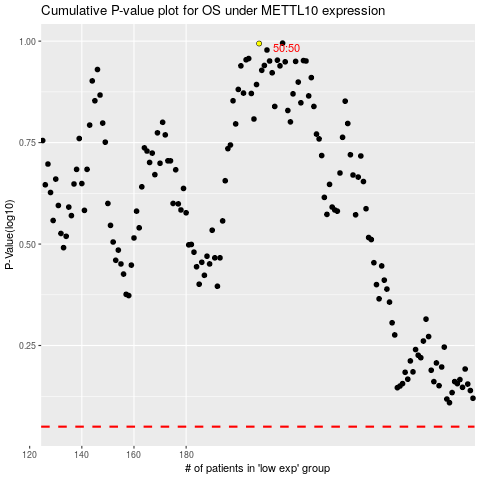 Cumulative P-value plot for OS under METTL10 expression
P-Value(log10)
1.00
0.75
0.50
0.25
50:50
120 140 160 180
# of patients in 'low exp' group